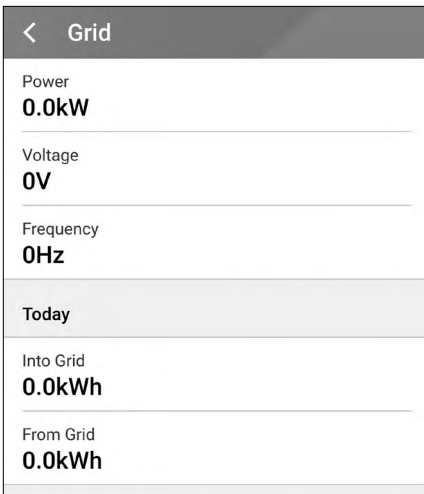 Grid
Power
0.0kW
Voltage
0V
Frequency
0Hz
Today
Into Grid
0.0kWh
From Grid
0.0kWh